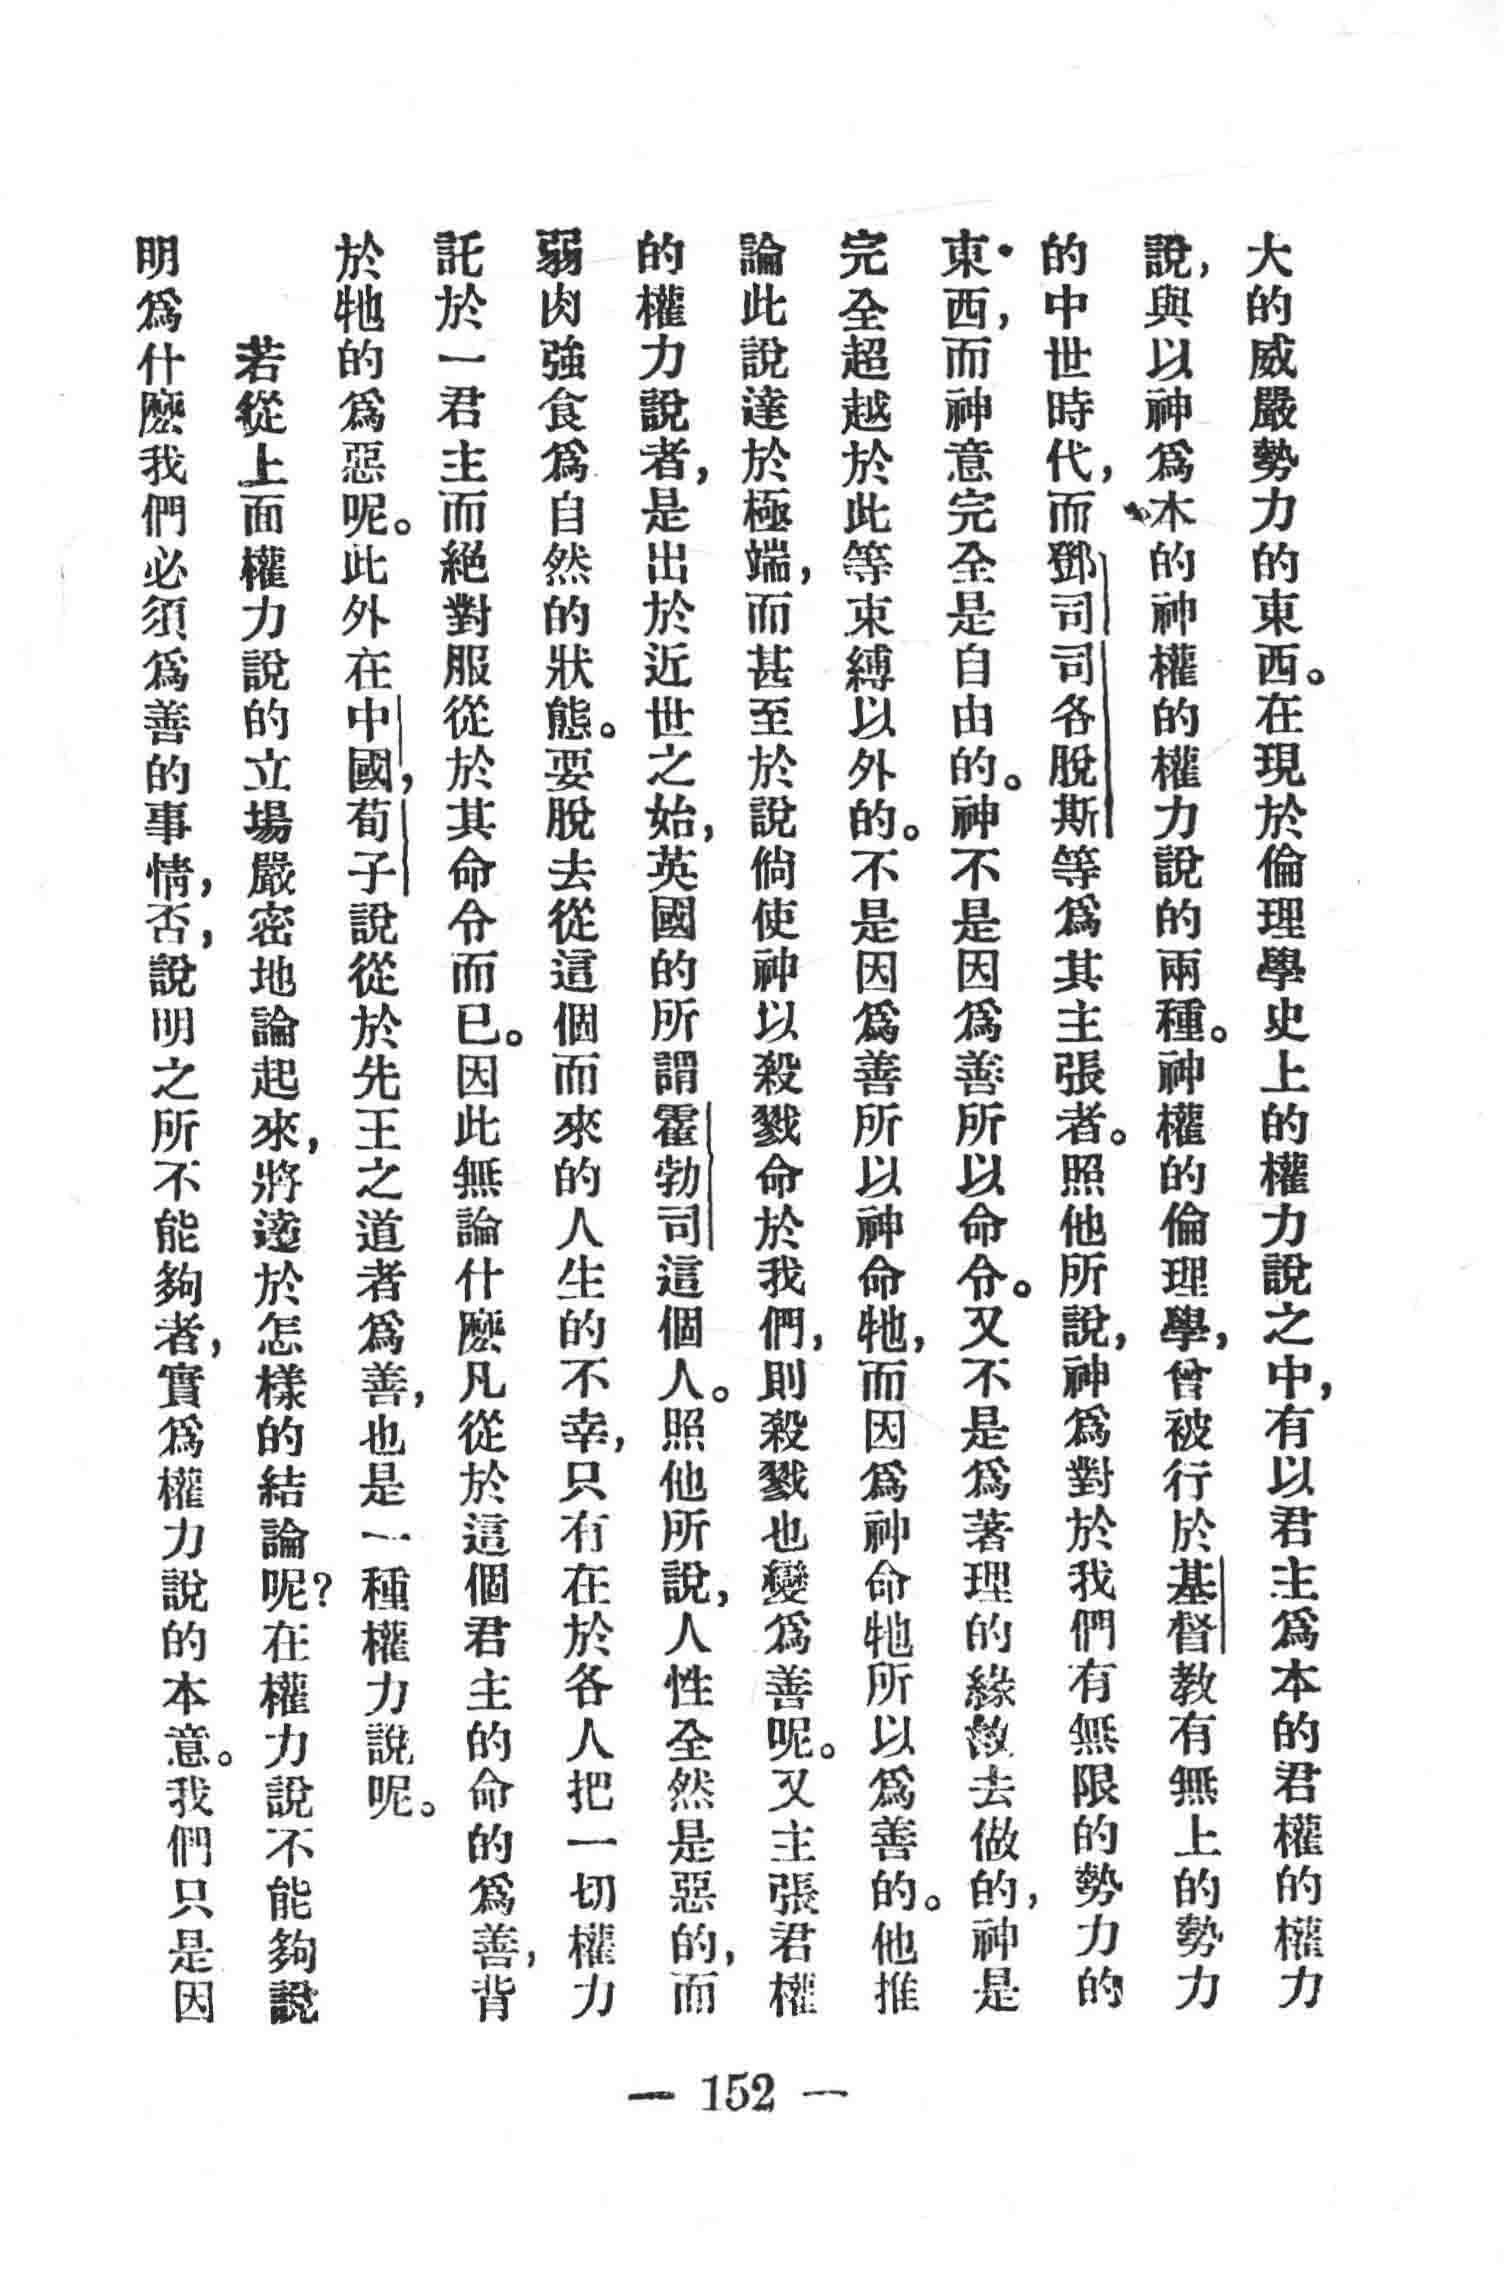 大的威嚴勢力的東西。在現於倫理學史上的權力說之中,有以君主爲本的君權的權力
說,與以神爲本的神權的權力說的兩種。神權的倫理學,曾被行於基督教有無上的勢力
的中世時代,而鄧司司各脫斯等爲其主張者。照他所說,神爲對於我們有無限的勢力的
東西,而神意完全是自由的。神不是因爲善所以命令。又不是爲著理的緣故去做的,神是
完全超越於此等束縛以外的。不是因爲善所以神命牠,而因爲神命牠所以爲善的。他推
論此說達於極端,而甚至於說倘使神以殺戮命於我們,則殺戮也變爲善呢。又主張君權
的權力說者,是出於近世之始,英國的所謂霍勃司這個人。照他所說,人性全然是惡的,而
弱肉強食爲自然的狀態。要脫去從這個而來的人生的不幸,只有在於各人把一切權力
託於一君主而絕對服從於其命令而已。因此無論什麼凡從於這個君主的命的爲善,背
於牠的爲惡呢。此外在中國,荀子說從於先王之道者爲善,也是一種權力說呢。
若從上面權力說的立場嚴密地論起來,將達於怎樣的結論呢?在權力說不能夠說
明爲什麼我們必須爲善的事情,否,說明之所不能夠者,實爲權力說的本意。我們只是因
— 152 —